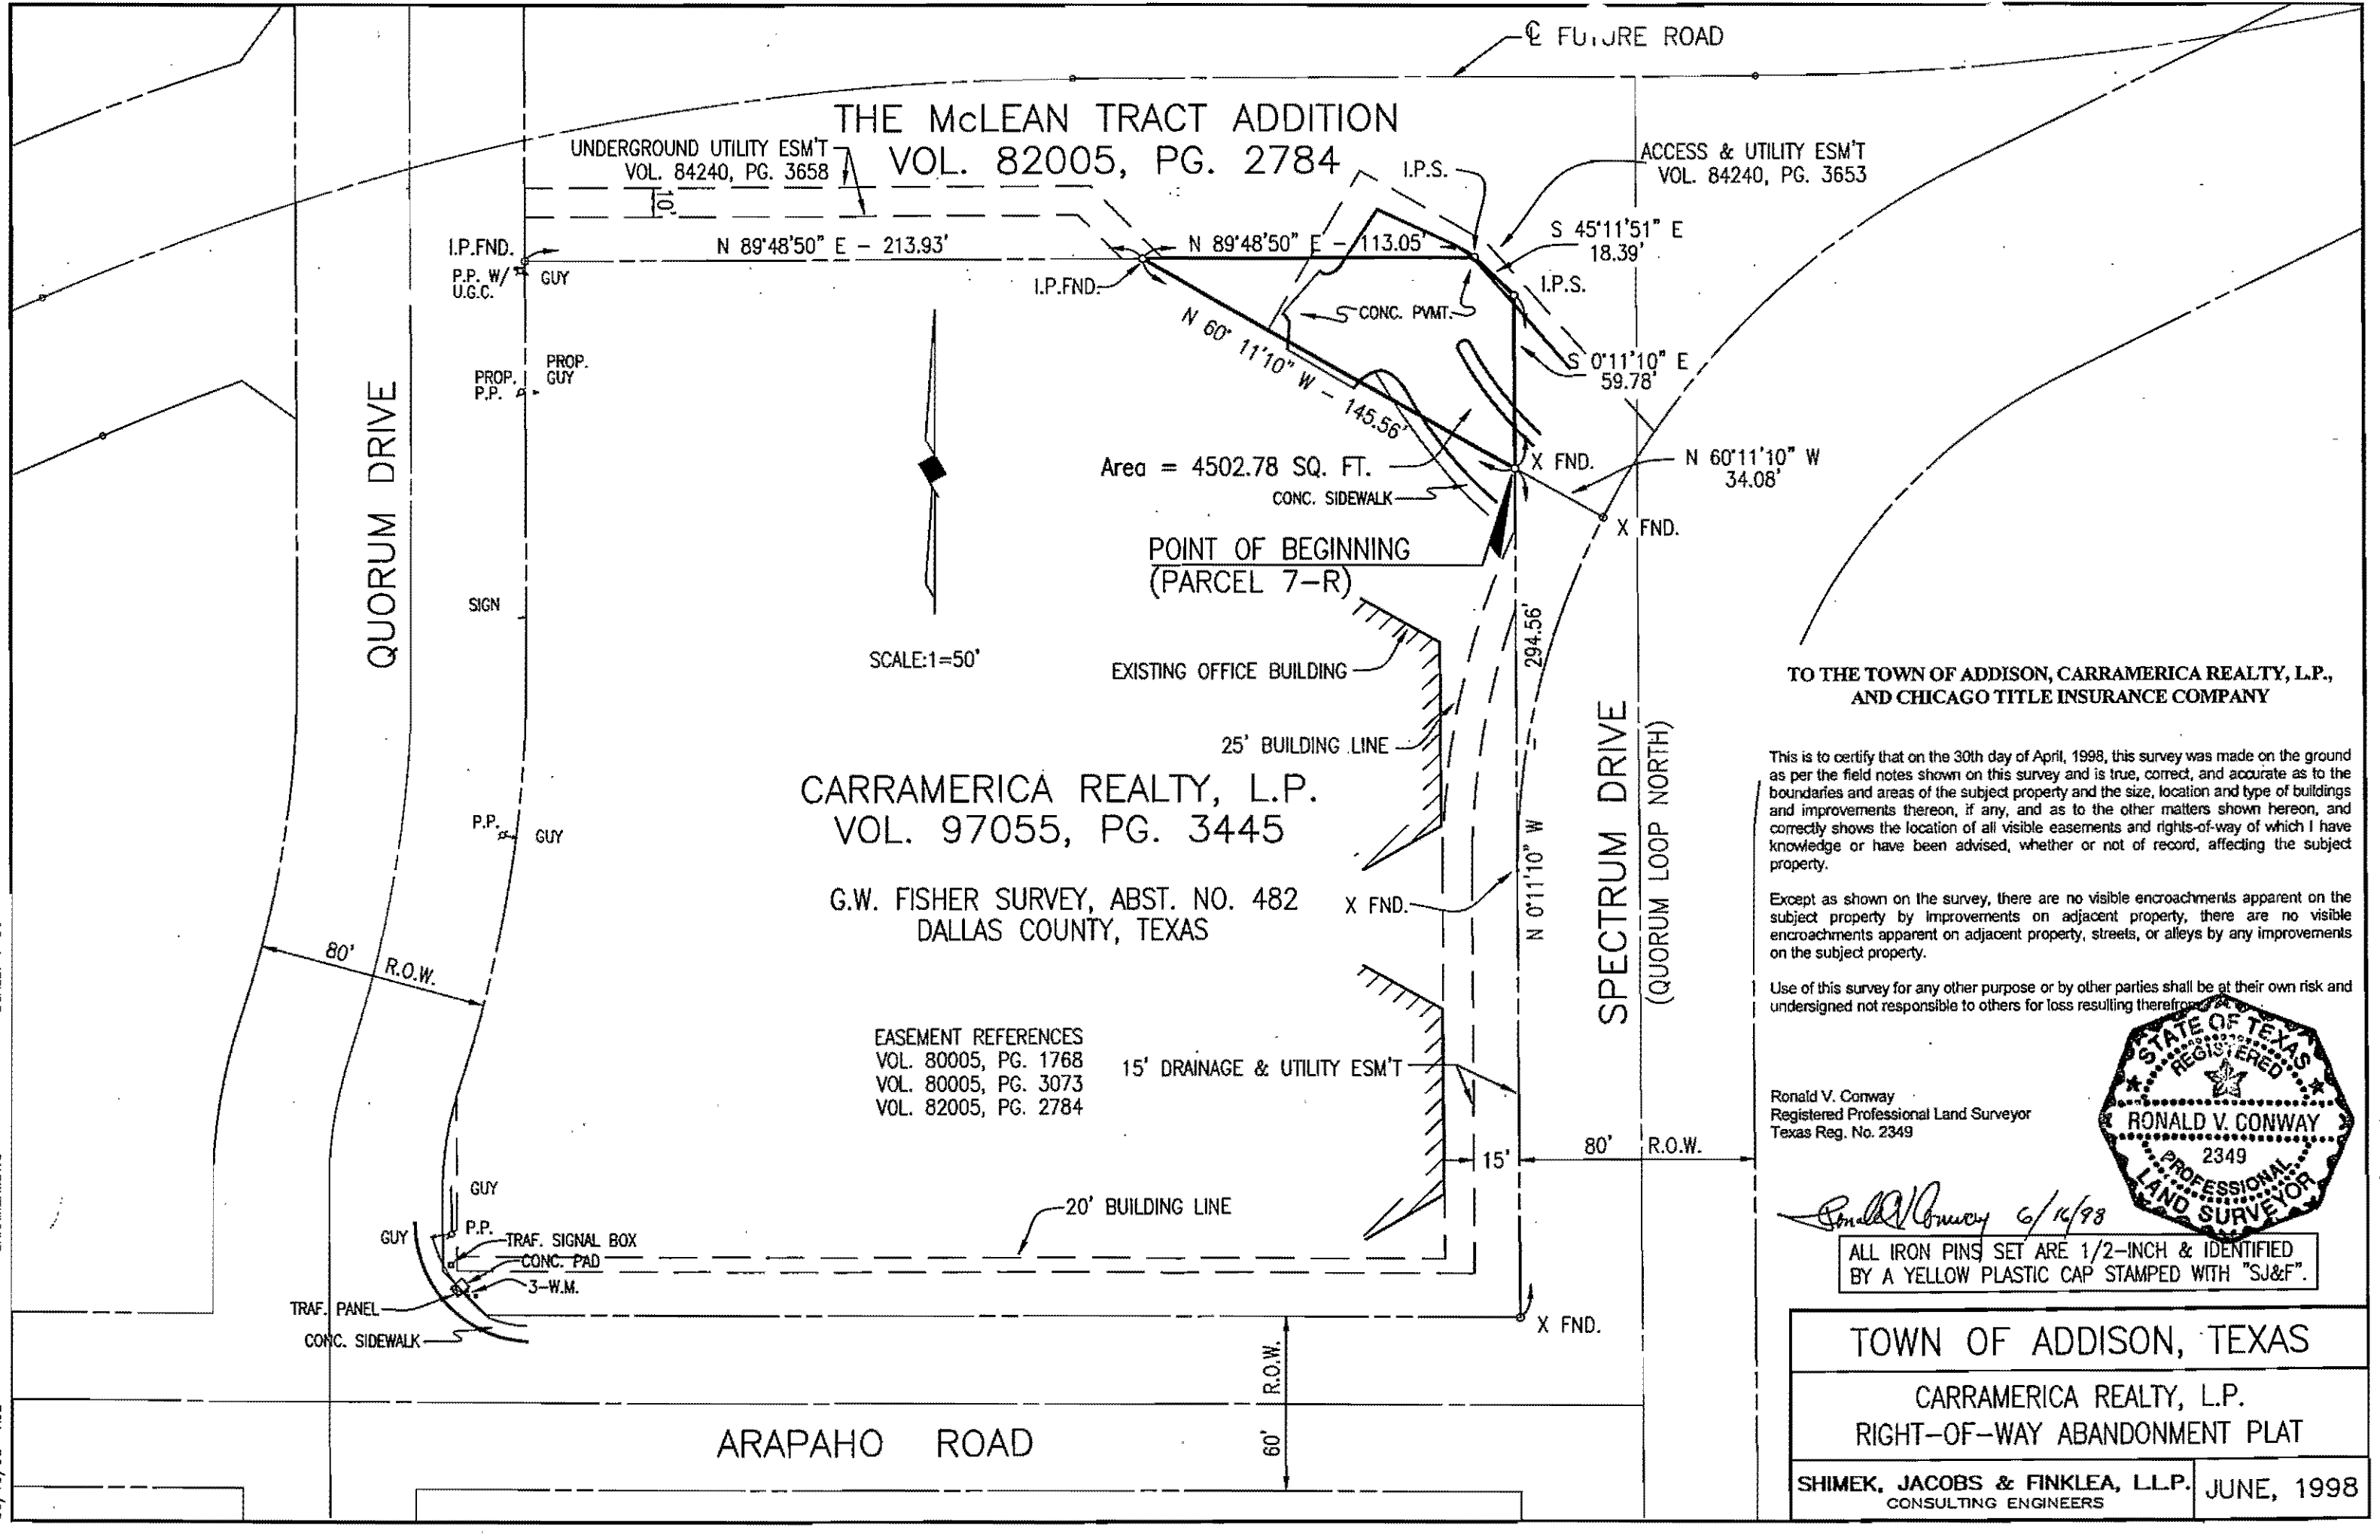 ℄ FUTURE ROAD
THE McLEAN TRACT ADDITION
VOL. 82005, PG. 2784
UNDERGROUND UTILITY ESM'T
VOL. 84240, PG. 3658
10'
I.P.S.
ACCESS & UTILITY ESM'T
VOL. 84240, PG. 3653
S 45°11'51" E
18.39'
I.P.FND.
N 89°48'50" E - 213.93'
N 89°48'50" E - 113.05'
P.P. W/
U.G.C.
GUY
I.P.FND.
I.P.S.
CONC. PVMT.
N 60° 11'10" W - 145.56'
S 0°11'10" E
59.78'
PROP.
GUY
PROP.
P.P.
QUORUM DRIVE
Area = 4502.78 SQ. FT.
X FND.
N 60°11'10" W
34.08'
CONC. SIDEWALK
X FND.
POINT OF BEGINNING
(PARCEL 7-R)
SIGN
SCALE:1=50'
EXISTING OFFICE BUILDING
N 0°11'10" W - 294.56'
25' BUILDING LINE
SPECTRUM DRIVE
(QUORUM LOOP NORTH)
CARRAMERICA REALTY, L.P.
VOL. 97055, PG. 3445
P.P.
GUY
G.W. FISHER SURVEY, ABST. NO. 482
DALLAS COUNTY, TEXAS
X FND.
80' R.O.W.
EASEMENT REFERENCES
VOL. 80005, PG. 1768
VOL. 80005, PG. 3073
VOL. 82005, PG. 2784
15' DRAINAGE & UTILITY ESM'T
15'
80' R.O.W.
GUY
20' BUILDING LINE
P.P.
GUY
TRAF. SIGNAL BOX
CONC. PAD
3-W.M.
TRAF. PANEL
CONC. SIDEWALK
X FND.
60' R.O.W.
ARAPAHO ROAD
TO THE TOWN OF ADDISON, CARRAMERICA REALTY, L.P.,
AND CHICAGO TITLE INSURANCE COMPANY
This is to certify that on the 30th day of April, 1998, this survey was made on the ground
as per the field notes shown on this survey and is true, correct, and accurate as to the
boundaries and areas of the subject property and the size, location and type of buildings
and improvements thereon, if any, and as to the other matters shown hereon, and
correctly shows the location of all visible easements and rights-of-way of which I have
knowledge or have been advised, whether or not of record, affecting the subject
property.
Except as shown on the survey, there are no visible encroachments apparent on the
subject property by improvements on adjacent property, there are no visible
encroachments apparent on adjacent property, streets, or alleys by any improvements
on the subject property.
Use of this survey for any other purpose or by other parties shall be at their own risk and
undersigned not responsible to others for loss resulting therefrom
Ronald V. Conway
Registered Professional Land Surveyor
Texas Reg. No. 2349
STATE OF TEXAS
REGISTERED
RONALD V. CONWAY
2349
PROFESSIONAL
LAND SURVEYOR
Ronald V Conway 6/16/98
ALL IRON PINS SET ARE 1/2-INCH & IDENTIFIED
BY A YELLOW PLASTIC CAP STAMPED WITH "SJ&F".
TOWN OF ADDISON, TEXAS
CARRAMERICA REALTY, L.P.
RIGHT-OF-WAY ABANDONMENT PLAT
SHIMEK, JACOBS & FINKLEA, L.L.P.
CONSULTING ENGINEERS
JUNE, 1998